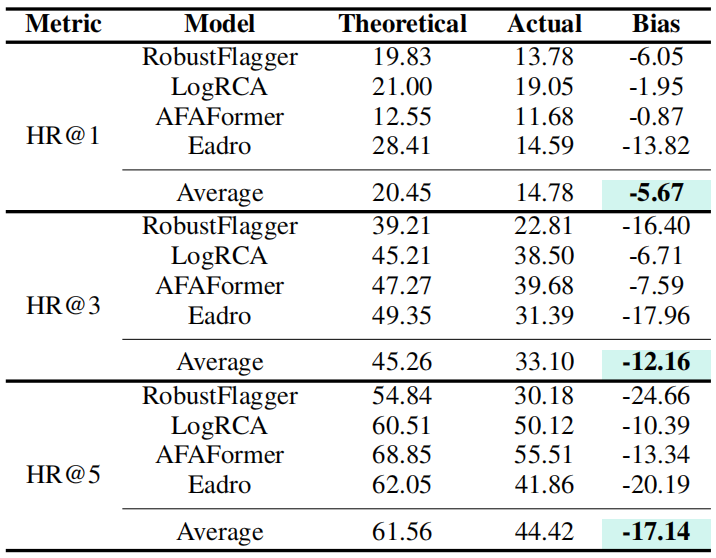 Metric Model Theoretical Actual Bias
RobustFlagger 19.83 13.78 -6.05
LogRCA 21.00 19.05 -1.95
AFAFormer 12.55 11.68 -0.87
HR@1
Eadro 28.41 14.59 -13.82
Average 20.45 14.78 -5.67
RobustFlagger 39.21 22.81 -16.40
LogRCA 45.21 38.50 -6.71
AFAFormer 47.27 39.68 -7.59
HR@3
Eadro 49.35 31.39 -17.96
Average 45.26 33.10 -12.16
RobustFlagger 54.84 30.18 -24.66
LogRCA 60.51 50.12 -10.39
AFAFormer 68.85 55.51 -13.34
HR@5
Eadro 62.05 41.86 -20.19
Average 61.56 44.42 -17.14